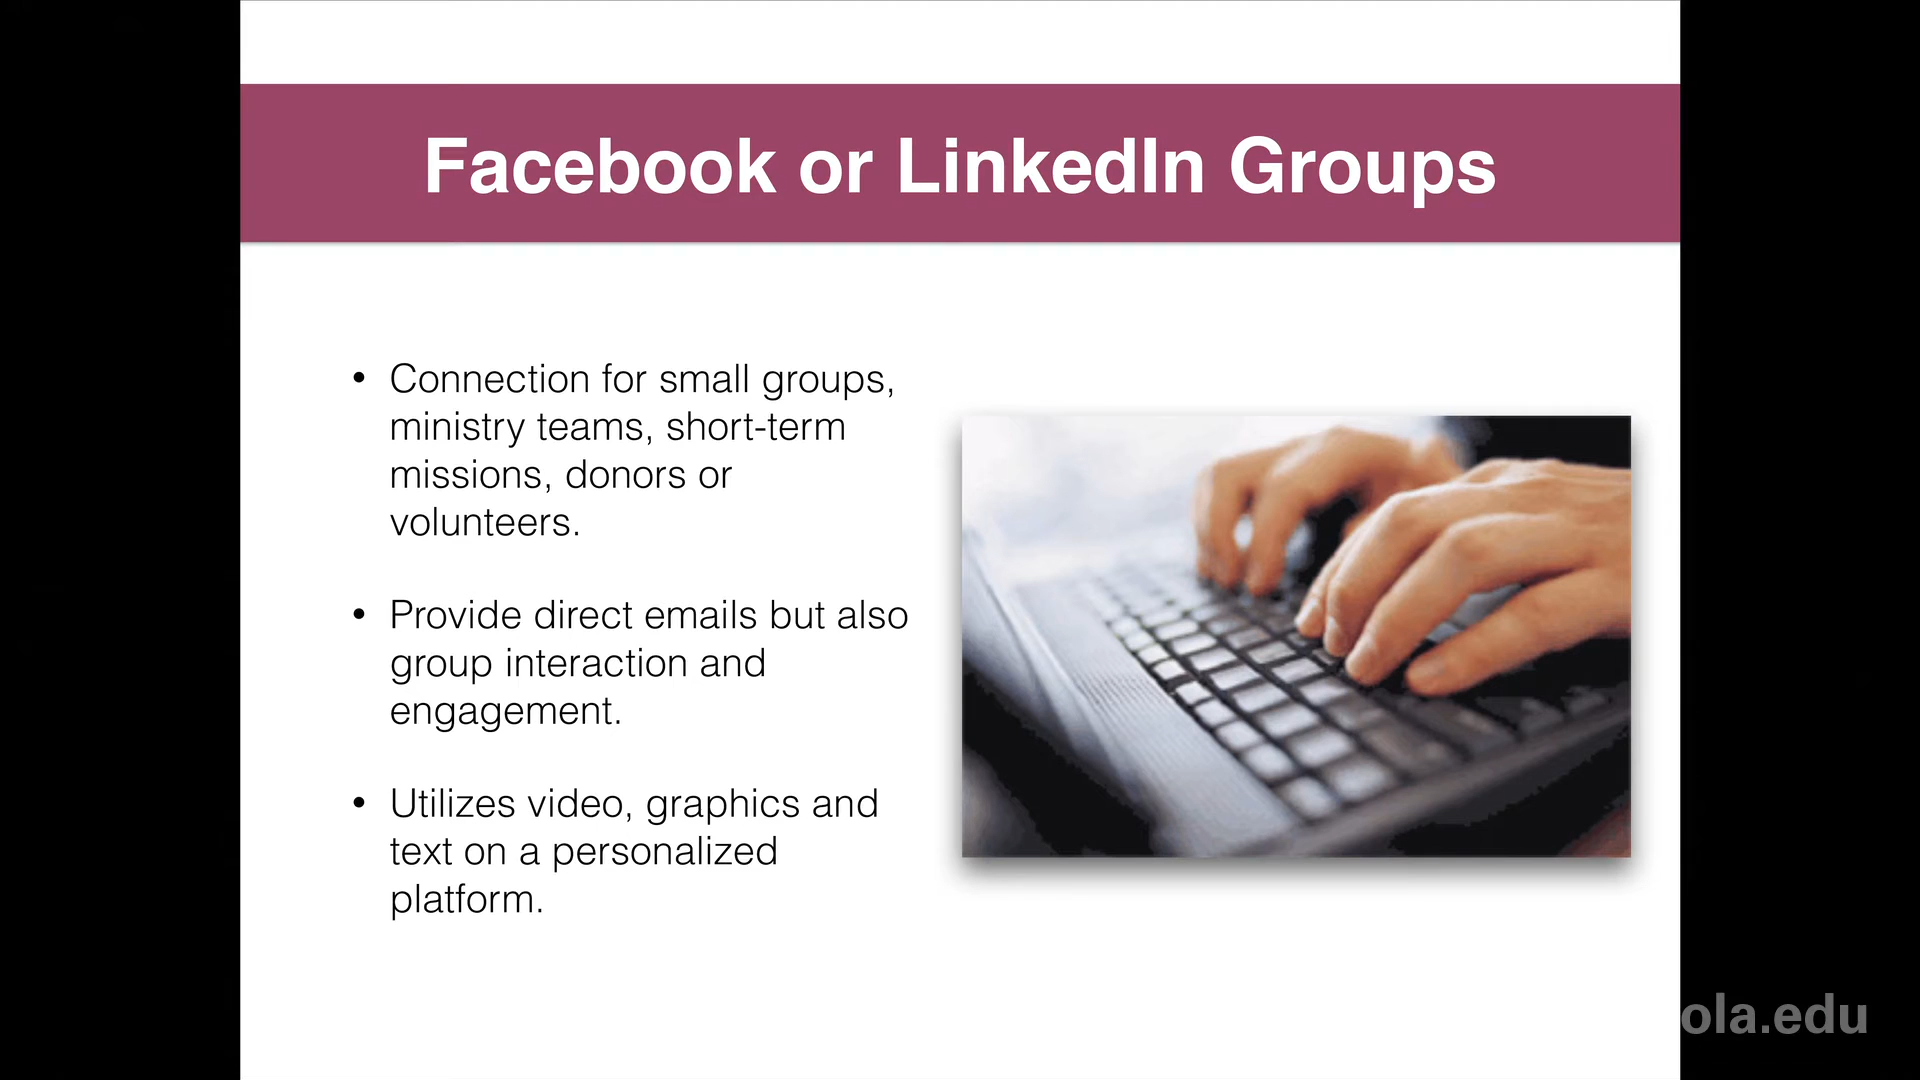 Facebook or LinkedIn Groups
• Connection for small groups,
ministry teams, short-term
missions, donors or
volunteers.
• Provide direct emails but also
group interaction and
engagement.
• Utilizes video, graphics and
text on a personalized
platform.
ola.edu